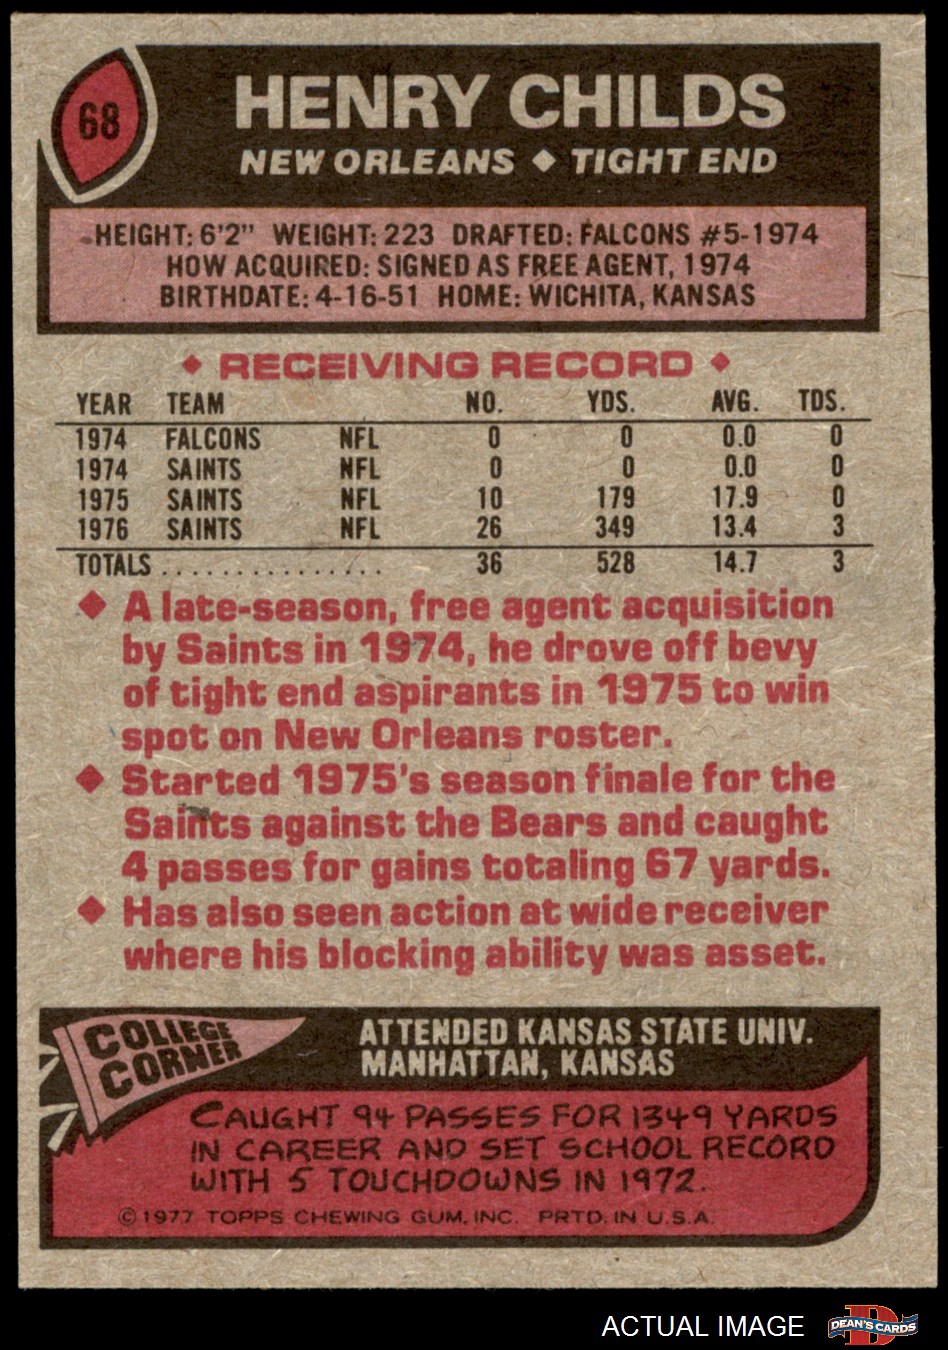 68
HENRY CHILDS
NEW ORLEANS ◆ TIGHT END
HEIGHT: 6'2" WEIGHT: 223 DRAFTED: FALCONS #5-1974
HOW ACQUIRED: SIGNED AS FREE AGENT, 1974
BIRTHDATE: 4-16-51 HOME: WICHITA, KANSAS
◆ RECEIVING RECORD ◆
YEAR TEAM NO. YDS. AVG. TDS.
1974 FALCONS NFL 0 0 0.0 0
1974 SAINTS NFL 0 0 0.0 0
1975 SAINTS NFL 10 179 17.9 0
1976 SAINTS NFL 26 349 13.4 3
TOTALS ............... 36 528 14.7 3
◆ A late-season, free agent acquisition
by Saints in 1974, he drove off bevy
of tight end aspirants in 1975 to win
spot on New Orleans roster.
◆ Started 1975's season finale for the
Saints against the Bears and caught
4 passes for gains totaling 67 yards.
◆ Has also seen action at wide receiver
where his blocking ability was asset.
COLLEGE
CORNER
ATTENDED KANSAS STATE UNIV.
MANHATTAN, KANSAS
CAUGHT 94 PASSES FOR 1349 YARDS
IN CAREER AND SET SCHOOL RECORD
WITH 5 TOUCHDOWNS IN 1972.
© 1977 TOPPS CHEWING GUM, INC. PRTD. IN U.S.A.
ACTUAL IMAGE
D
DEAN'S CARDS